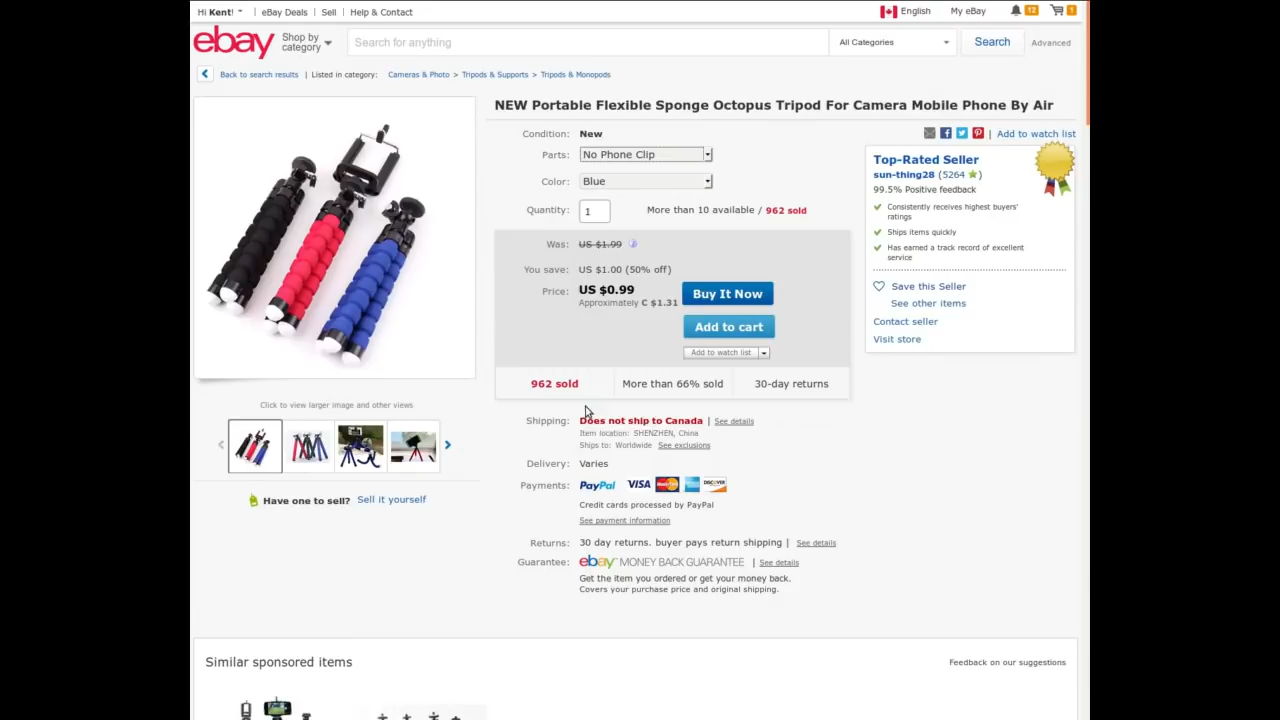 Hi Kent! | eBay Deals | Sell | Help & Contact
English My eBay 12 1
ebay Shop by category Search for anything All Categories Search Advanced
Back to search results | Listed in category: Cameras & Photo > Tripods & Supports > Tripods & Monopods
NEW Portable Flexible Sponge Octopus Tripod For Camera Mobile Phone By Air
Condition: New
| Add to watch list
Parts: No Phone Clip
Color: Blue
Quantity: 1 More than 10 available / 962 sold
Was: US $1.99
You save: US $1.00 (50% off)
Price: US $0.99 Buy It Now
Approximately C $1.31
Add to cart
Add to watch list
962 sold More than 66% sold 30-day returns
Top-Rated Seller
sun-thing28 (5264)
99.5% Positive feedback
Consistently receives highest buyers'
ratings
Ships items quickly
Has earned a track record of excellent
service
Save this Seller
See other items
Contact seller
Visit store
Click to view larger image and other views
Have one to sell? Sell it yourself
Shipping: Does not ship to Canada | See details
Item location: SHENZHEN, China
Ships to: Worldwide See exclusions
Delivery: Varies
Payments: PayPal VISA MasterCard DISCOVER
Credit cards processed by PayPal
See payment information
Returns: 30 day returns. buyer pays return shipping | See details
Guarantee: ebay MONEY BACK GUARANTEE | See details
Get the item you ordered or get your money back.
Covers your purchase price and original shipping.
Similar sponsored items Feedback on our suggestions